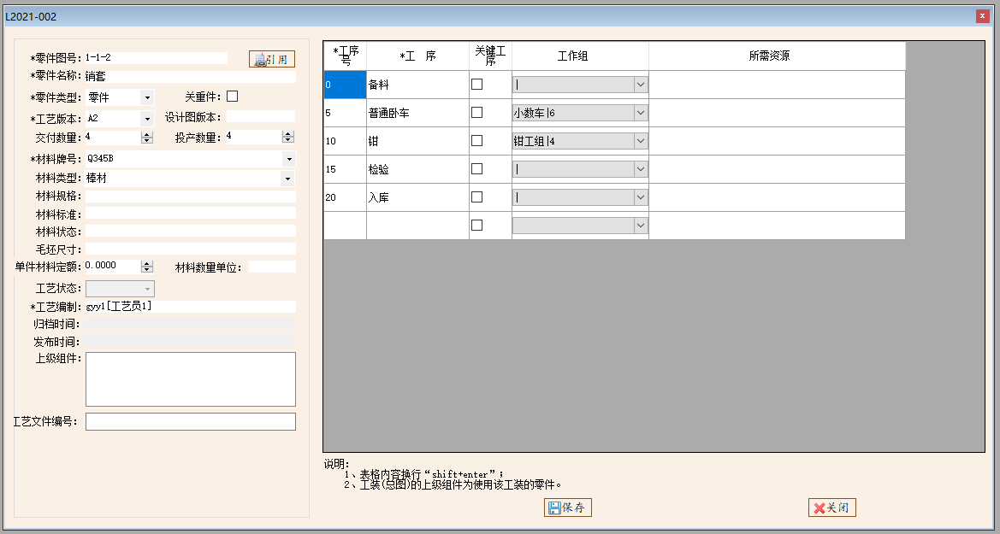 L2021-002
*零件图号: 1-1-2 引用
*零件名称: 销套
*零件类型: 零件 关重件:
*工艺版本: A2 设计图版本:
交付数量: 4 投产数量: 4
*材料牌号: Q345B
材料类型: 棒材
材料规格:
材料标准:
材料状态:
毛坯尺寸:
单件材料定额: 0.0000 材料数量单位:
工艺状态:
*工艺编制: gyy1[工艺员1]
归档时间:
发布时间:
上级组件:
工艺文件编号:
*工序号 *工 序 关键工序 工作组 所需资源
0 备料 |
5 普通卧车 小数车|6
10 钳 钳工组|4
15 检验 |
20 入库 |
说明:
1、表格内容换行“shift+enter”;
2、工装(总图)的上级组件为使用该工装的零件。
保存 关闭